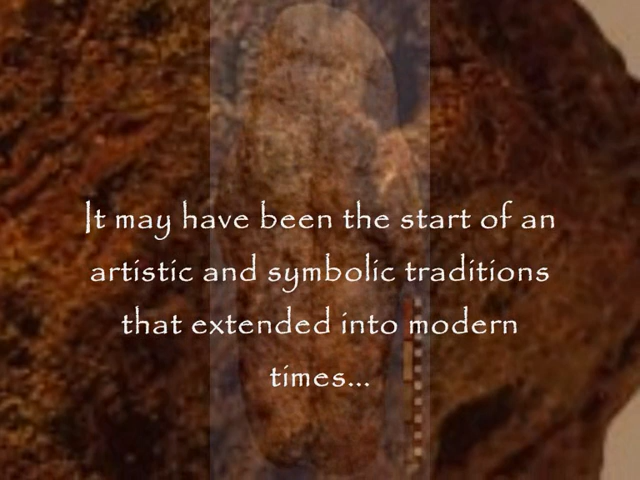 It may have been the start of an
artistic and symbolic traditions
that extended into modern
times...